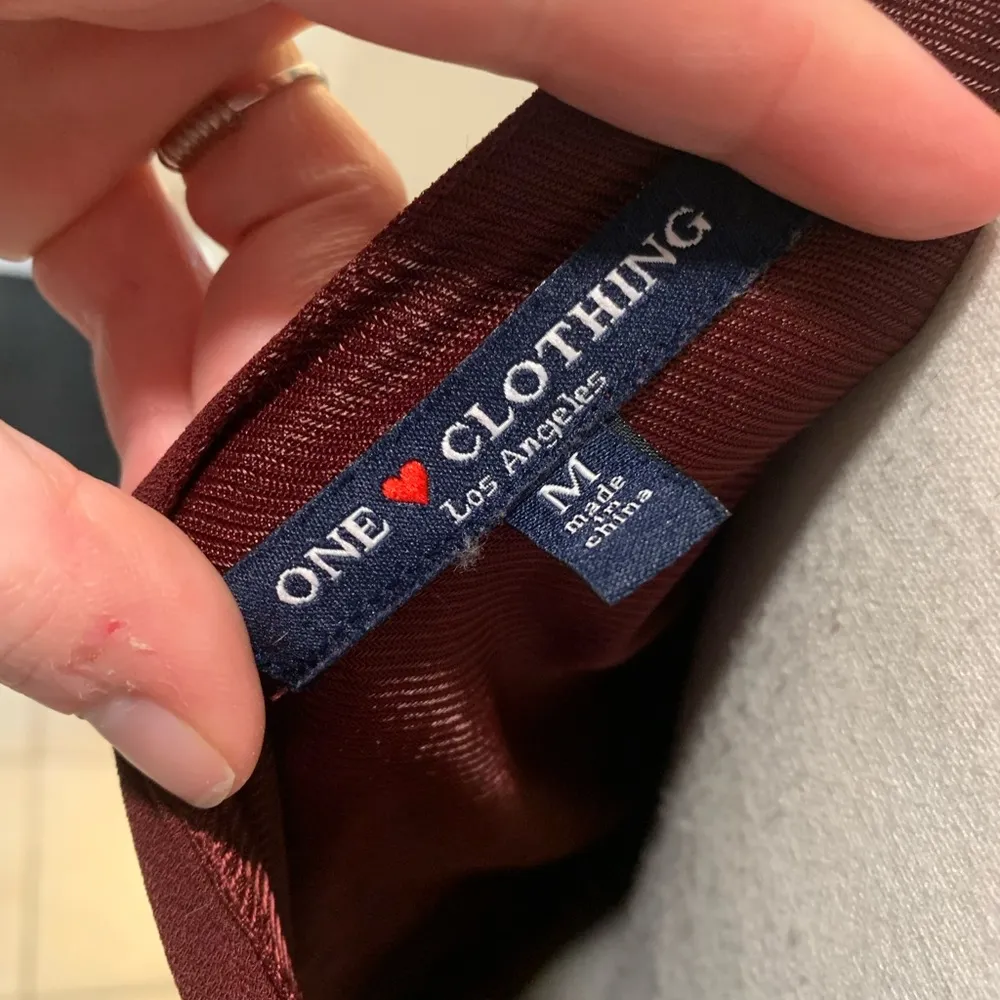 ONE ♥ CLOTHING
Los Angeles
M
made
in
china